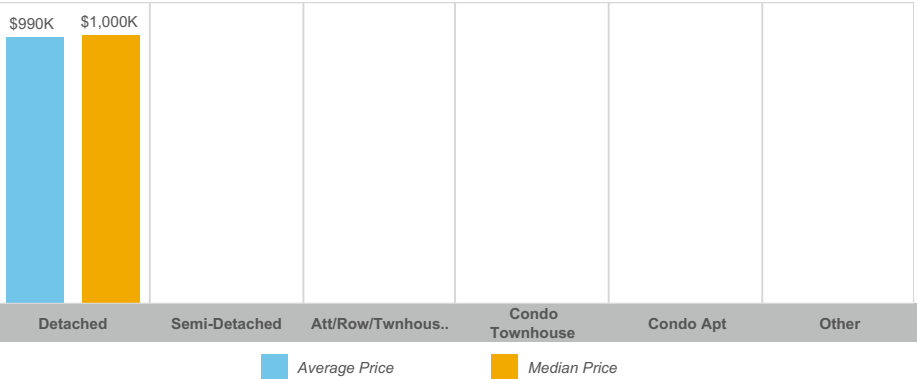 $990K
$1,000K
Detached
Semi-Detached
Att/Row/Twnhous..
Condo
Townhouse
Condo Apt
Other
Average Price
Median Price